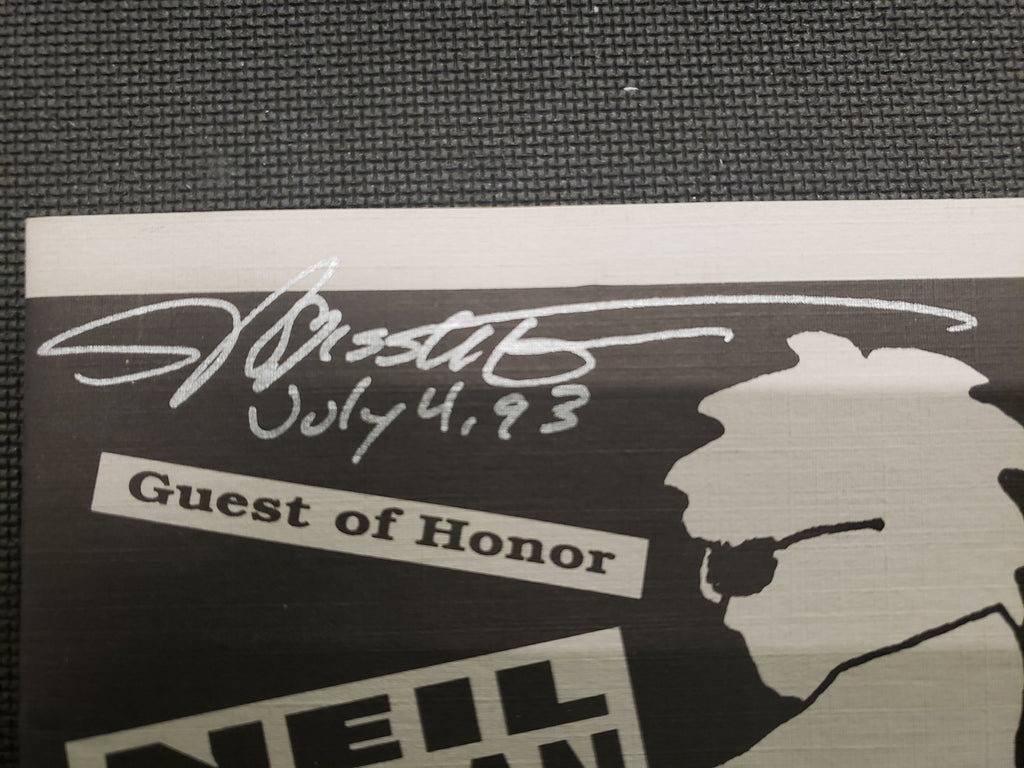 July 4, 93
Guest of Honor
NEIL